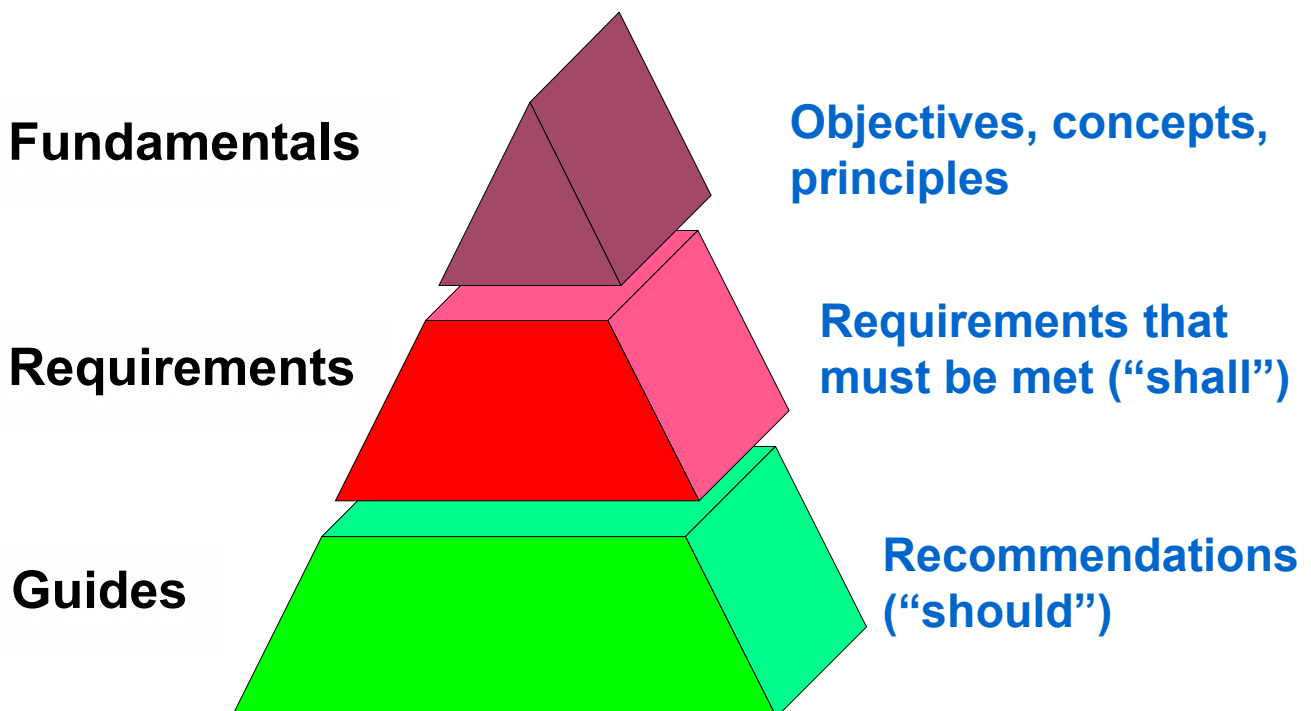 Fundamentals
Objectives, concepts,
principles
Requirements
Requirements that
must be met (“shall”)
Guides
Recommendations
(“should”)